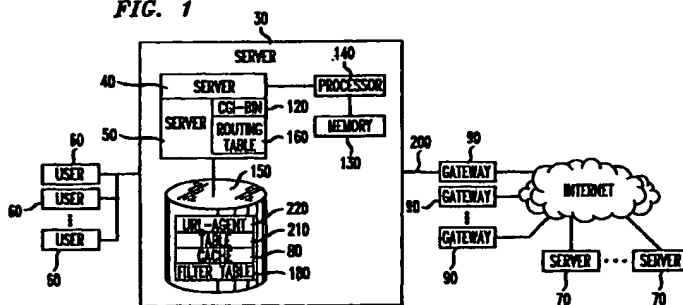 FIG. 1
30
SERVER
40
SERVER
140
PROCESSOR
CGI-BIN
120
50
SERVER
ROUTING
TABLE
160
MEMORY
130
60
USER
60
USER
USER
60
150
220
URL-AGENT
TABLE
210
CACHE
80
FILTER TABLE
180
200
90
GATEWAY
90
GATEWAY
GATEWAY
90
INTERNET
SERVER
SERVER
70
70